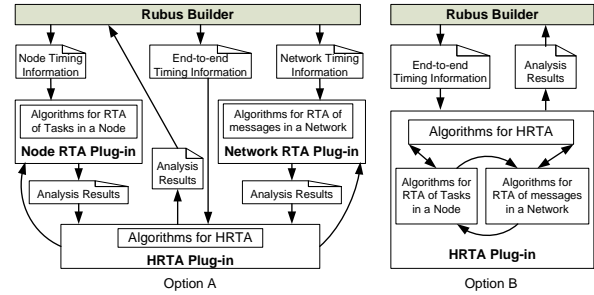 Rubus Builder
Node Timing
Information
End-to-end
Timing Information
Network Timing
Information
Algorithms for RTA
of Tasks in a Node
Node RTA Plug-in
Algorithms for RTA of
messages in a Network
Network RTA Plug-in
Analysis
Results
Analysis Results
Analysis Results
Algorithms for HRTA
HRTA Plug-in
Option A
Rubus Builder
End-to-end
Timing Information
Analysis
Results
Algorithms for HRTA
Algorithms for
RTA of Tasks
in a Node
Algorithms for
RTA of messages
in a Network
HRTA Plug-in
Option B